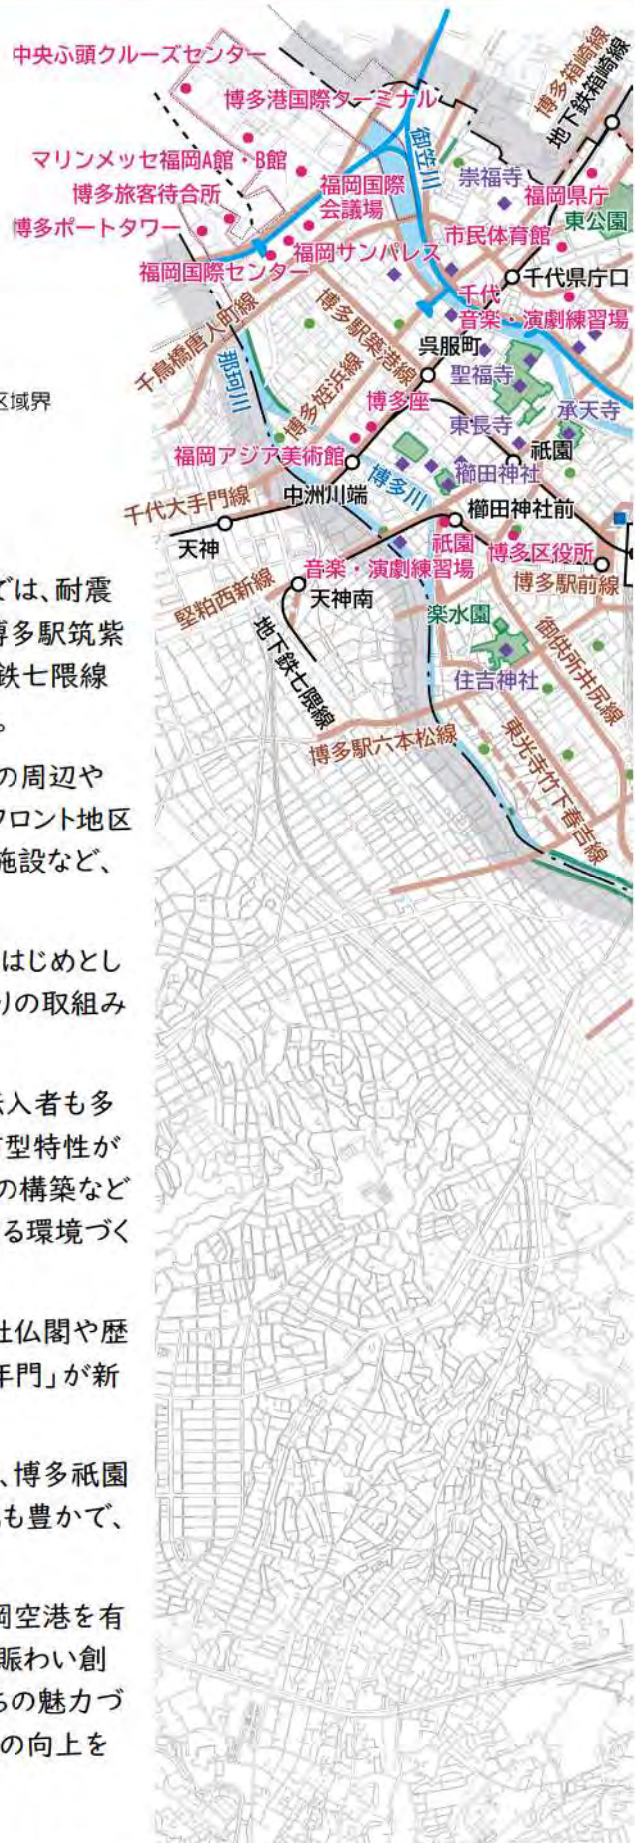 中央ふ頭クルーズセンター
博多港国際ターミナル
博多箱崎線
地下鉄箱崎線
御笠川
マリンメッセ福岡A館・B館
崇福寺
福岡県庁
博多旅客待合所
福岡国際
会議場
東公園
博多ポートタワー
市民体育館
福岡サンパレス
福岡国際センター
千代県庁口
千代
音楽・演劇練習場
千鳥橋唐人町線
博多駅築港線
那珂川
呉服町
博多姪浜線
聖福寺
区域界
博多座
承天寺
東長寺
祇園
福岡アジア美術館
博多川
櫛田神社
中洲川端
千代大手門線
櫛田神社前
天神
祇園
音楽・演劇練習場
博多区役所
博多駅前線
堅粕西新線
天神南
では、耐震
楽水園
御供所井尻線
博多駅筑紫
地下鉄七隈線
住吉神社
鉄七隈線
。
博多駅六本松線
東光寺竹下春吉線
の周辺や
フロント地区
施設など、
はじめとし
りの取組み
転入者も多
市型特性が
の構築など
る環境づく
社仏閣や歴
年門」が新
、博多祇園
も豊かで、
岡空港を有
賑わい創
ちの魅力づ
の向上を